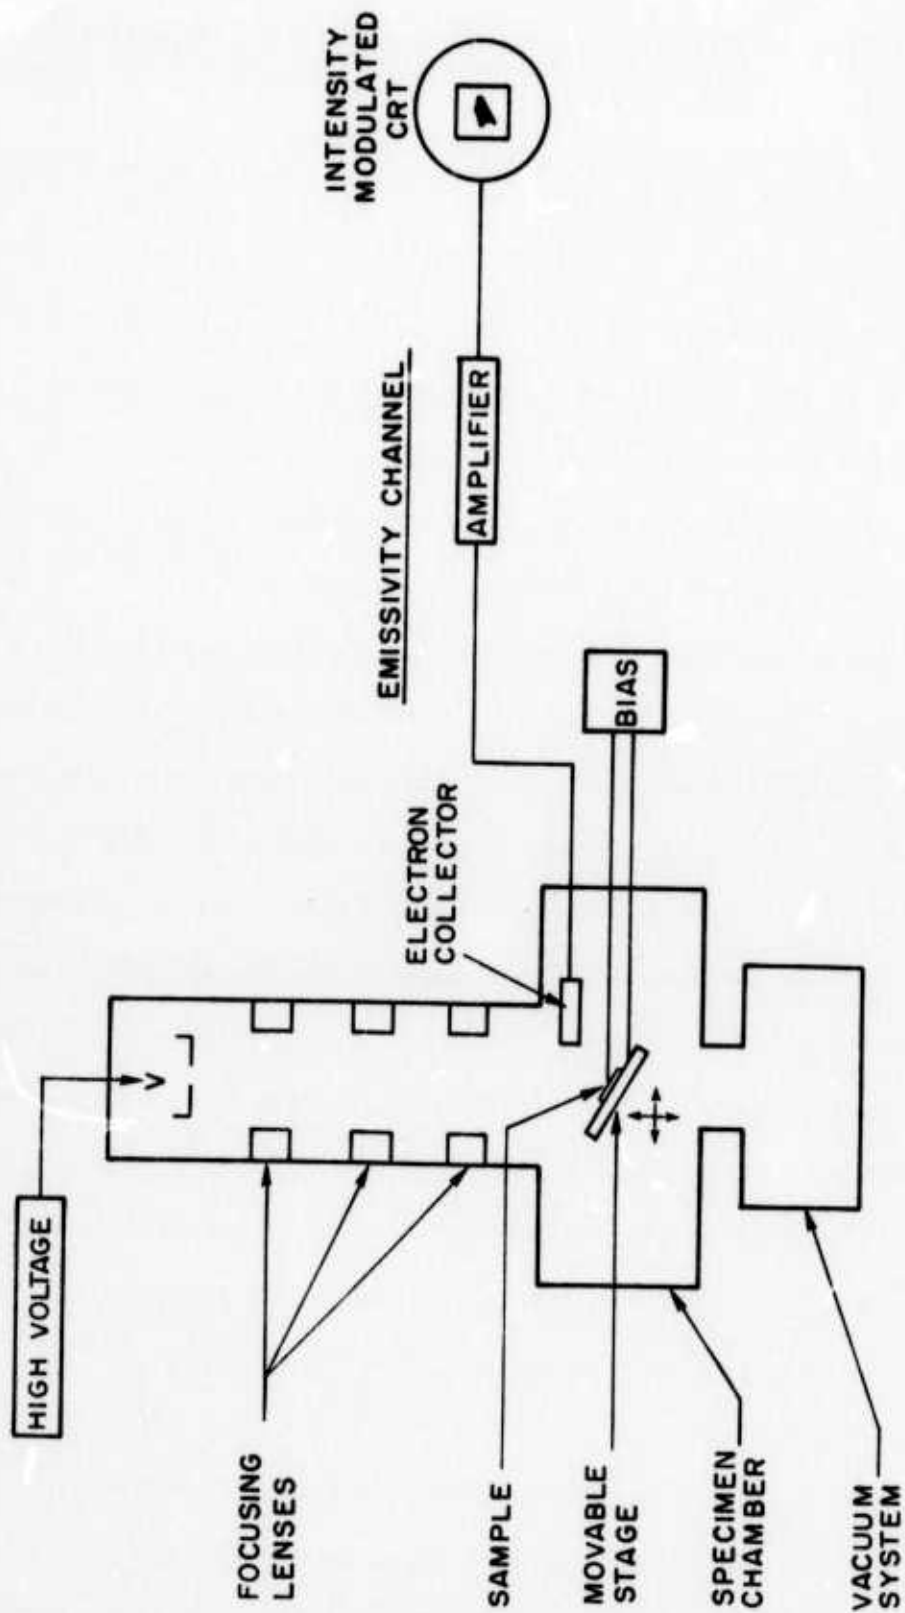 HIGH VOLTAGE
FOCUSING
LENSES
SAMPLE
MOVABLE
STAGE
SPECIMEN
CHAMBER
VACUUM
SYSTEM
V
ELECTRON
COLLECTOR
BIAS
EMISSIVITY CHANNEL
AMPLIFIER
INTENSITY
MODULATED
CRT